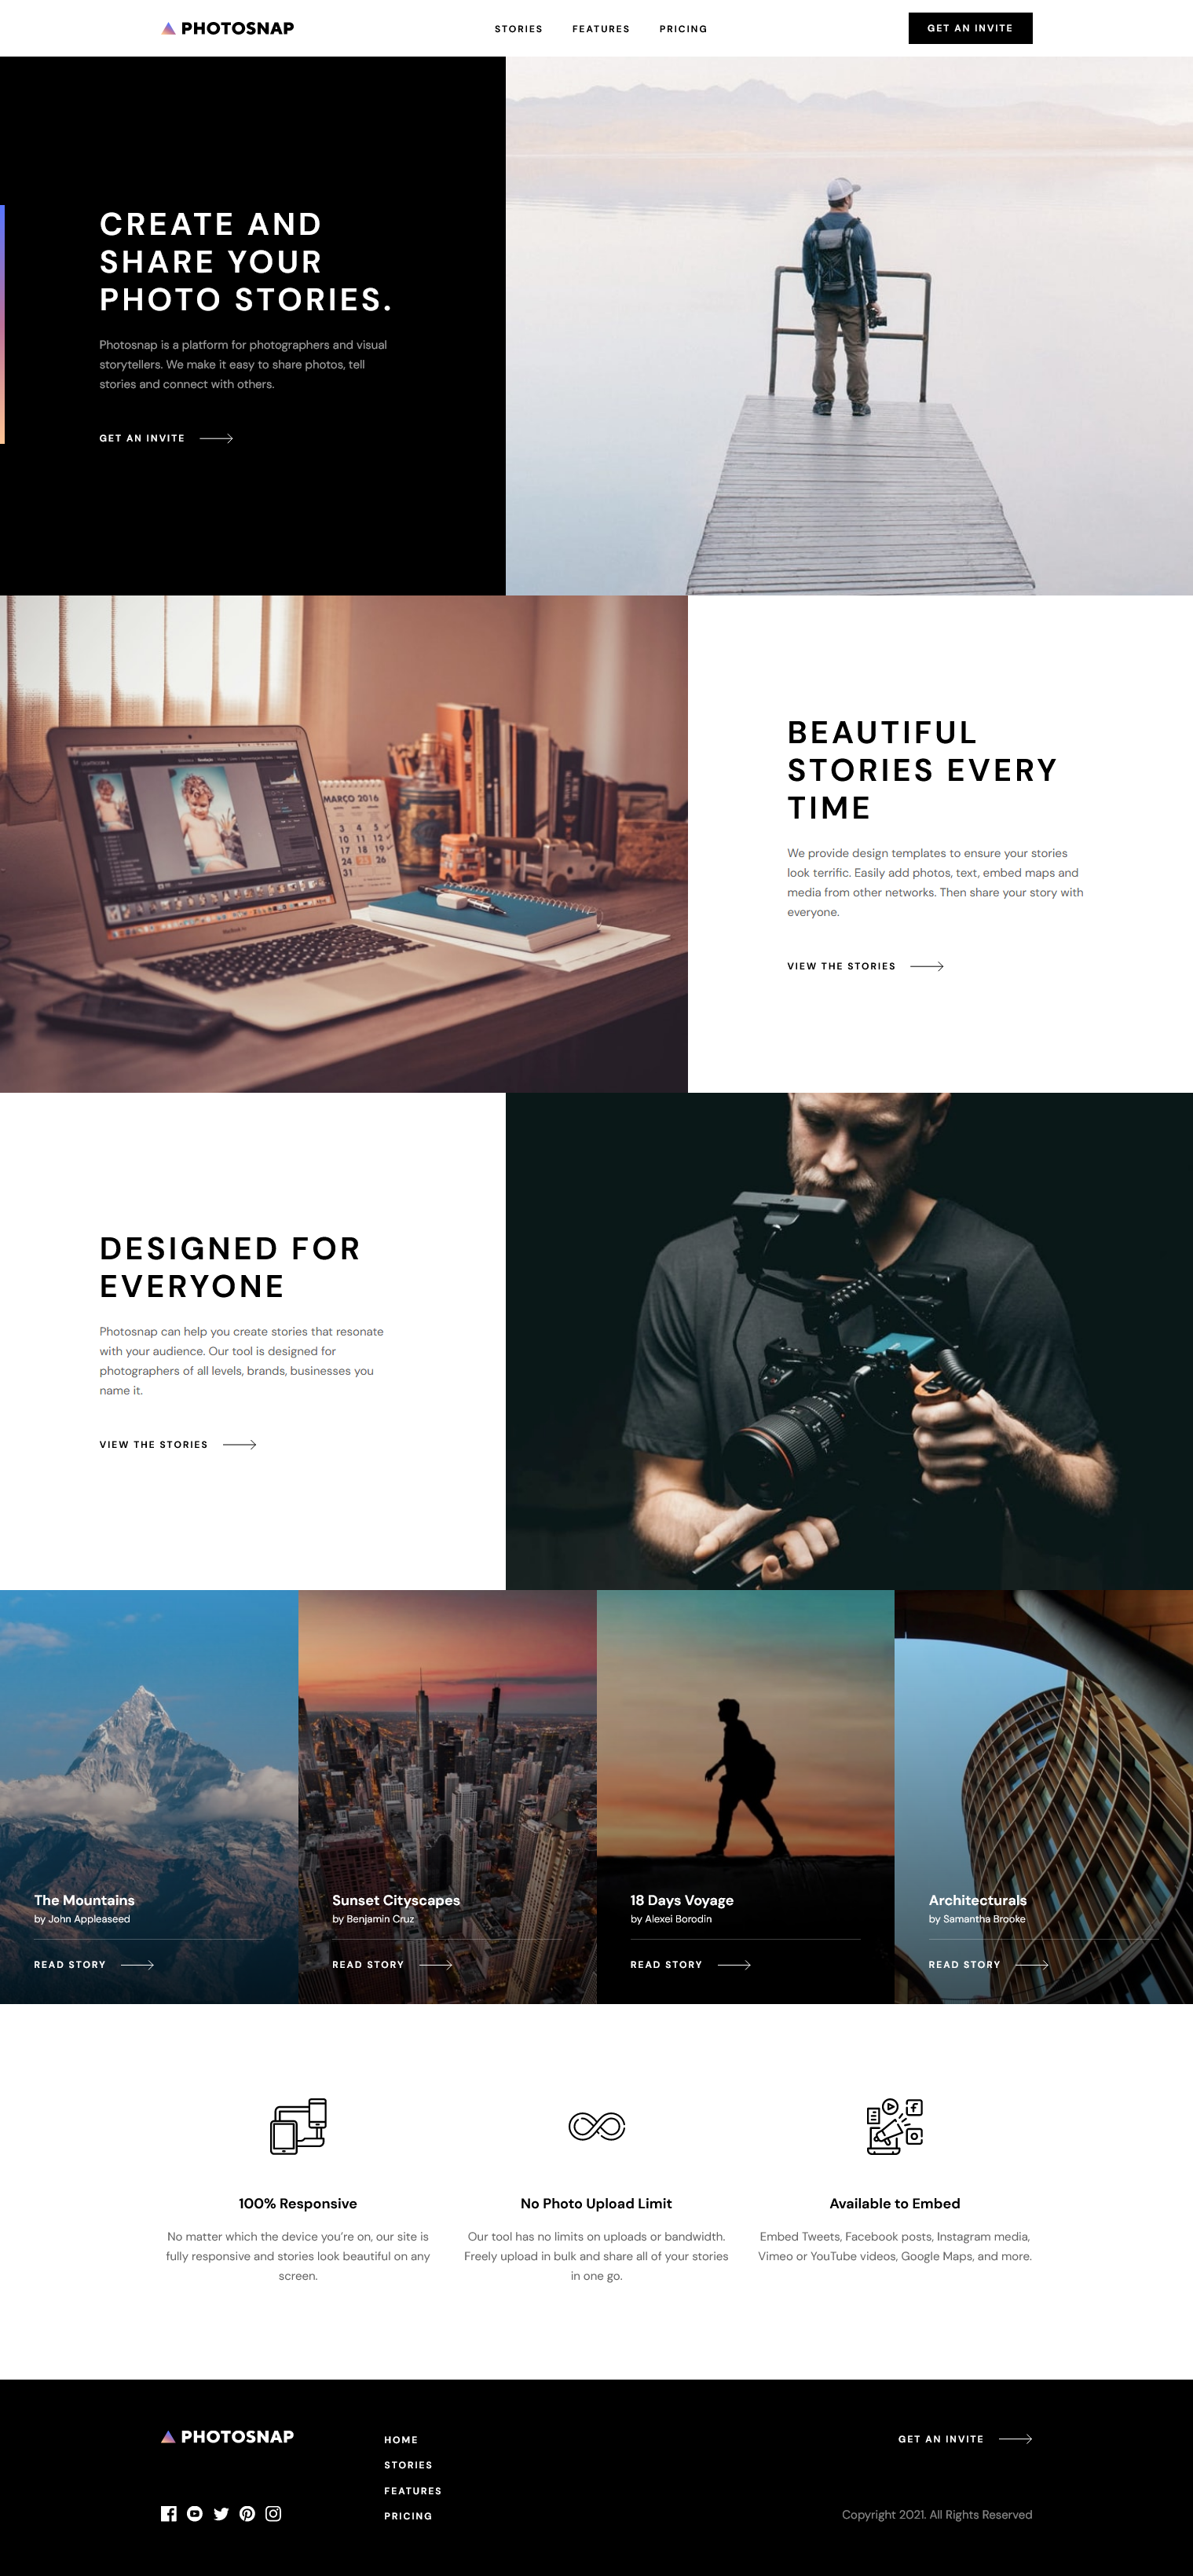 PHOTOSNAP
STORIES FEATURES PRICING
GET AN INVITE
CREATE AND
SHARE YOUR
PHOTO STORIES.
Photosnap is a platform for photographers and visual
storytellers. We make it easy to share photos, tell
stories and connect with others.
GET AN INVITE
MARÇO 2016
BEAUTIFUL
STORIES EVERY
TIME
We provide design templates to ensure your stories
look terrific. Easily add photos, text, embed maps and
media from other networks. Then share your story with
everyone.
VIEW THE STORIES
DESIGNED FOR
EVERYONE
Photosnap can help you create stories that resonate
with your audience. Our tool is designed for
photographers of all levels, brands, businesses you
name it.
VIEW THE STORIES
The Mountains
by John Appleaseed
READ STORY
Sunset Cityscapes
by Benjamin Cruz
READ STORY
18 Days Voyage
by Alexei Borodin
READ STORY
Architecturals
by Samantha Brooke
READ STORY
100% Responsive
No matter which the device you’re on, our site is
fully responsive and stories look beautiful on any
screen.
No Photo Upload Limit
Our tool has no limits on uploads or bandwidth.
Freely upload in bulk and share all of your stories
in one go.
Available to Embed
Embed Tweets, Facebook posts, Instagram media,
Vimeo or YouTube videos, Google Maps, and more.
PHOTOSNAP
HOME
STORIES
FEATURES
PRICING
GET AN INVITE
Copyright 2021. All Rights Reserved